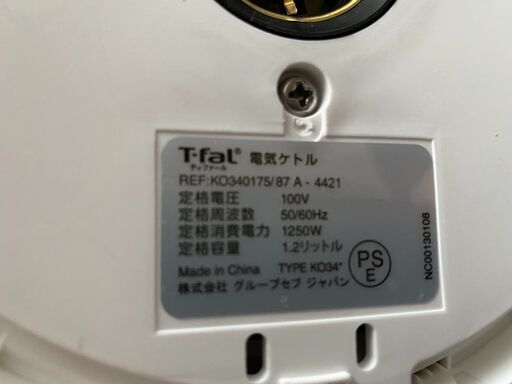 T-fal 電気ケトル
ティファール
REF:KO340175/87 A - 4421
定格電圧 100V
定格周波数 50/60Hz
定格消費電力 1250W
定格容量 1.2リットル
Made in China TYPE KO34*
株式会社 グループセブ ジャパン
PS
E
NC00130108